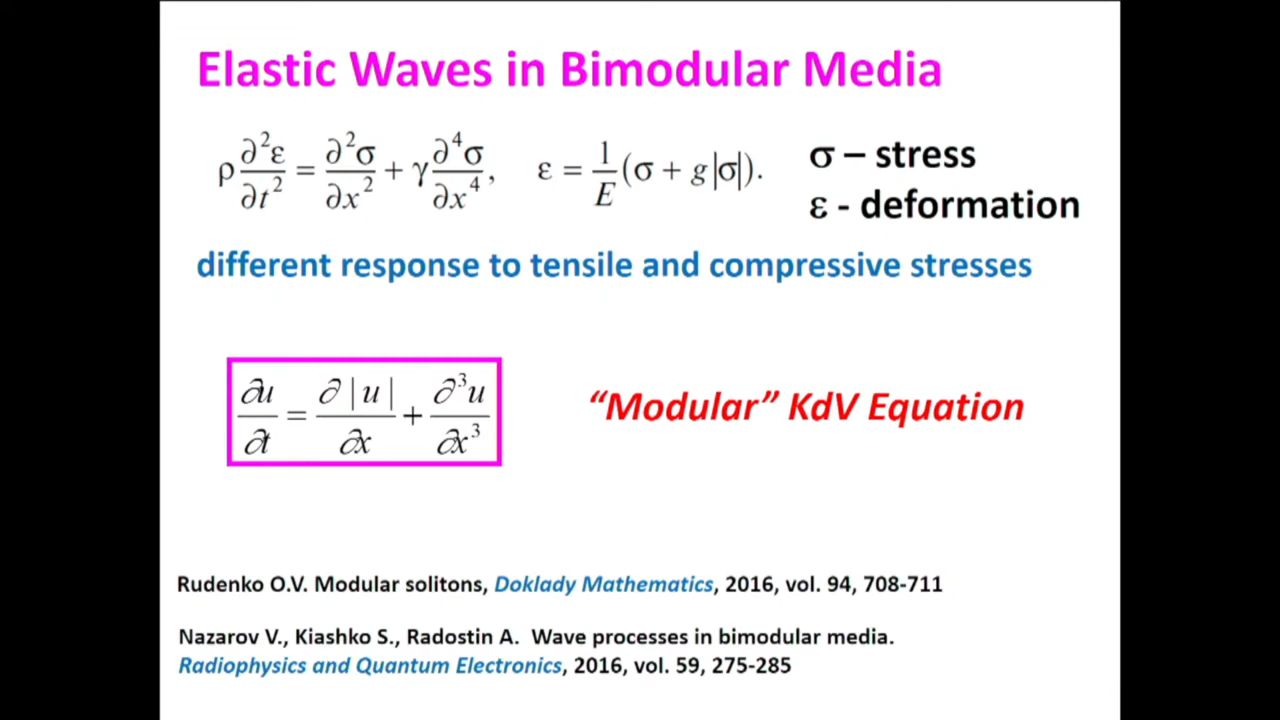 Elastic Waves in Bimodular Media
ρ ∂²ε/∂t² = ∂²σ/∂x² + γ ∂⁴σ/∂x⁴, ε = 1/E (σ + g|σ|).
σ – stress
ε - deformation
different response to tensile and compressive stresses
∂u/∂t = ∂|u|/∂x + ∂³u/∂x³
“Modular” KdV Equation
Rudenko O.V. Modular solitons, Doklady Mathematics, 2016, vol. 94, 708-711
Nazarov V., Kiashko S., Radostin A. Wave processes in bimodular media.
Radiophysics and Quantum Electronics, 2016, vol. 59, 275-285